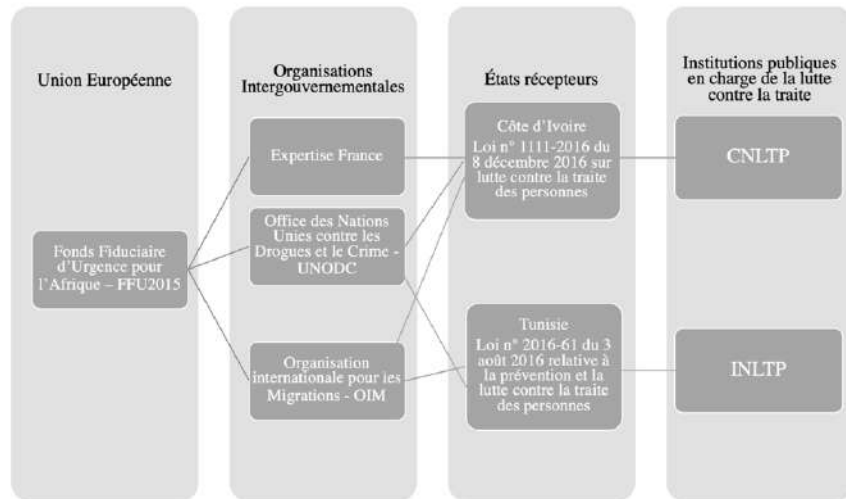 Union Européenne
Fonds Fiduciaire
d'Urgence pour
l'Afrique – FFU2015
Organisations
Intergouvernementales
Expertise France
Office des Nations
Unies contre les
Drogues et le Crime -
UNODC
Organisation
internationale pour les
Migrations - OIM
États récepteurs
Côte d'Ivoire
Loi n° 1111-2016 du
8 décembre 2016 sur
lutte contre la traite
des personnes
Tunisie
Loi n° 2016-61 du 3
août 2016 relative à
la prévention et la
lutte contre la traite
des personnes
Institutions publiques
en charge de la lutte
contre la traite
CNLTP
INLTP